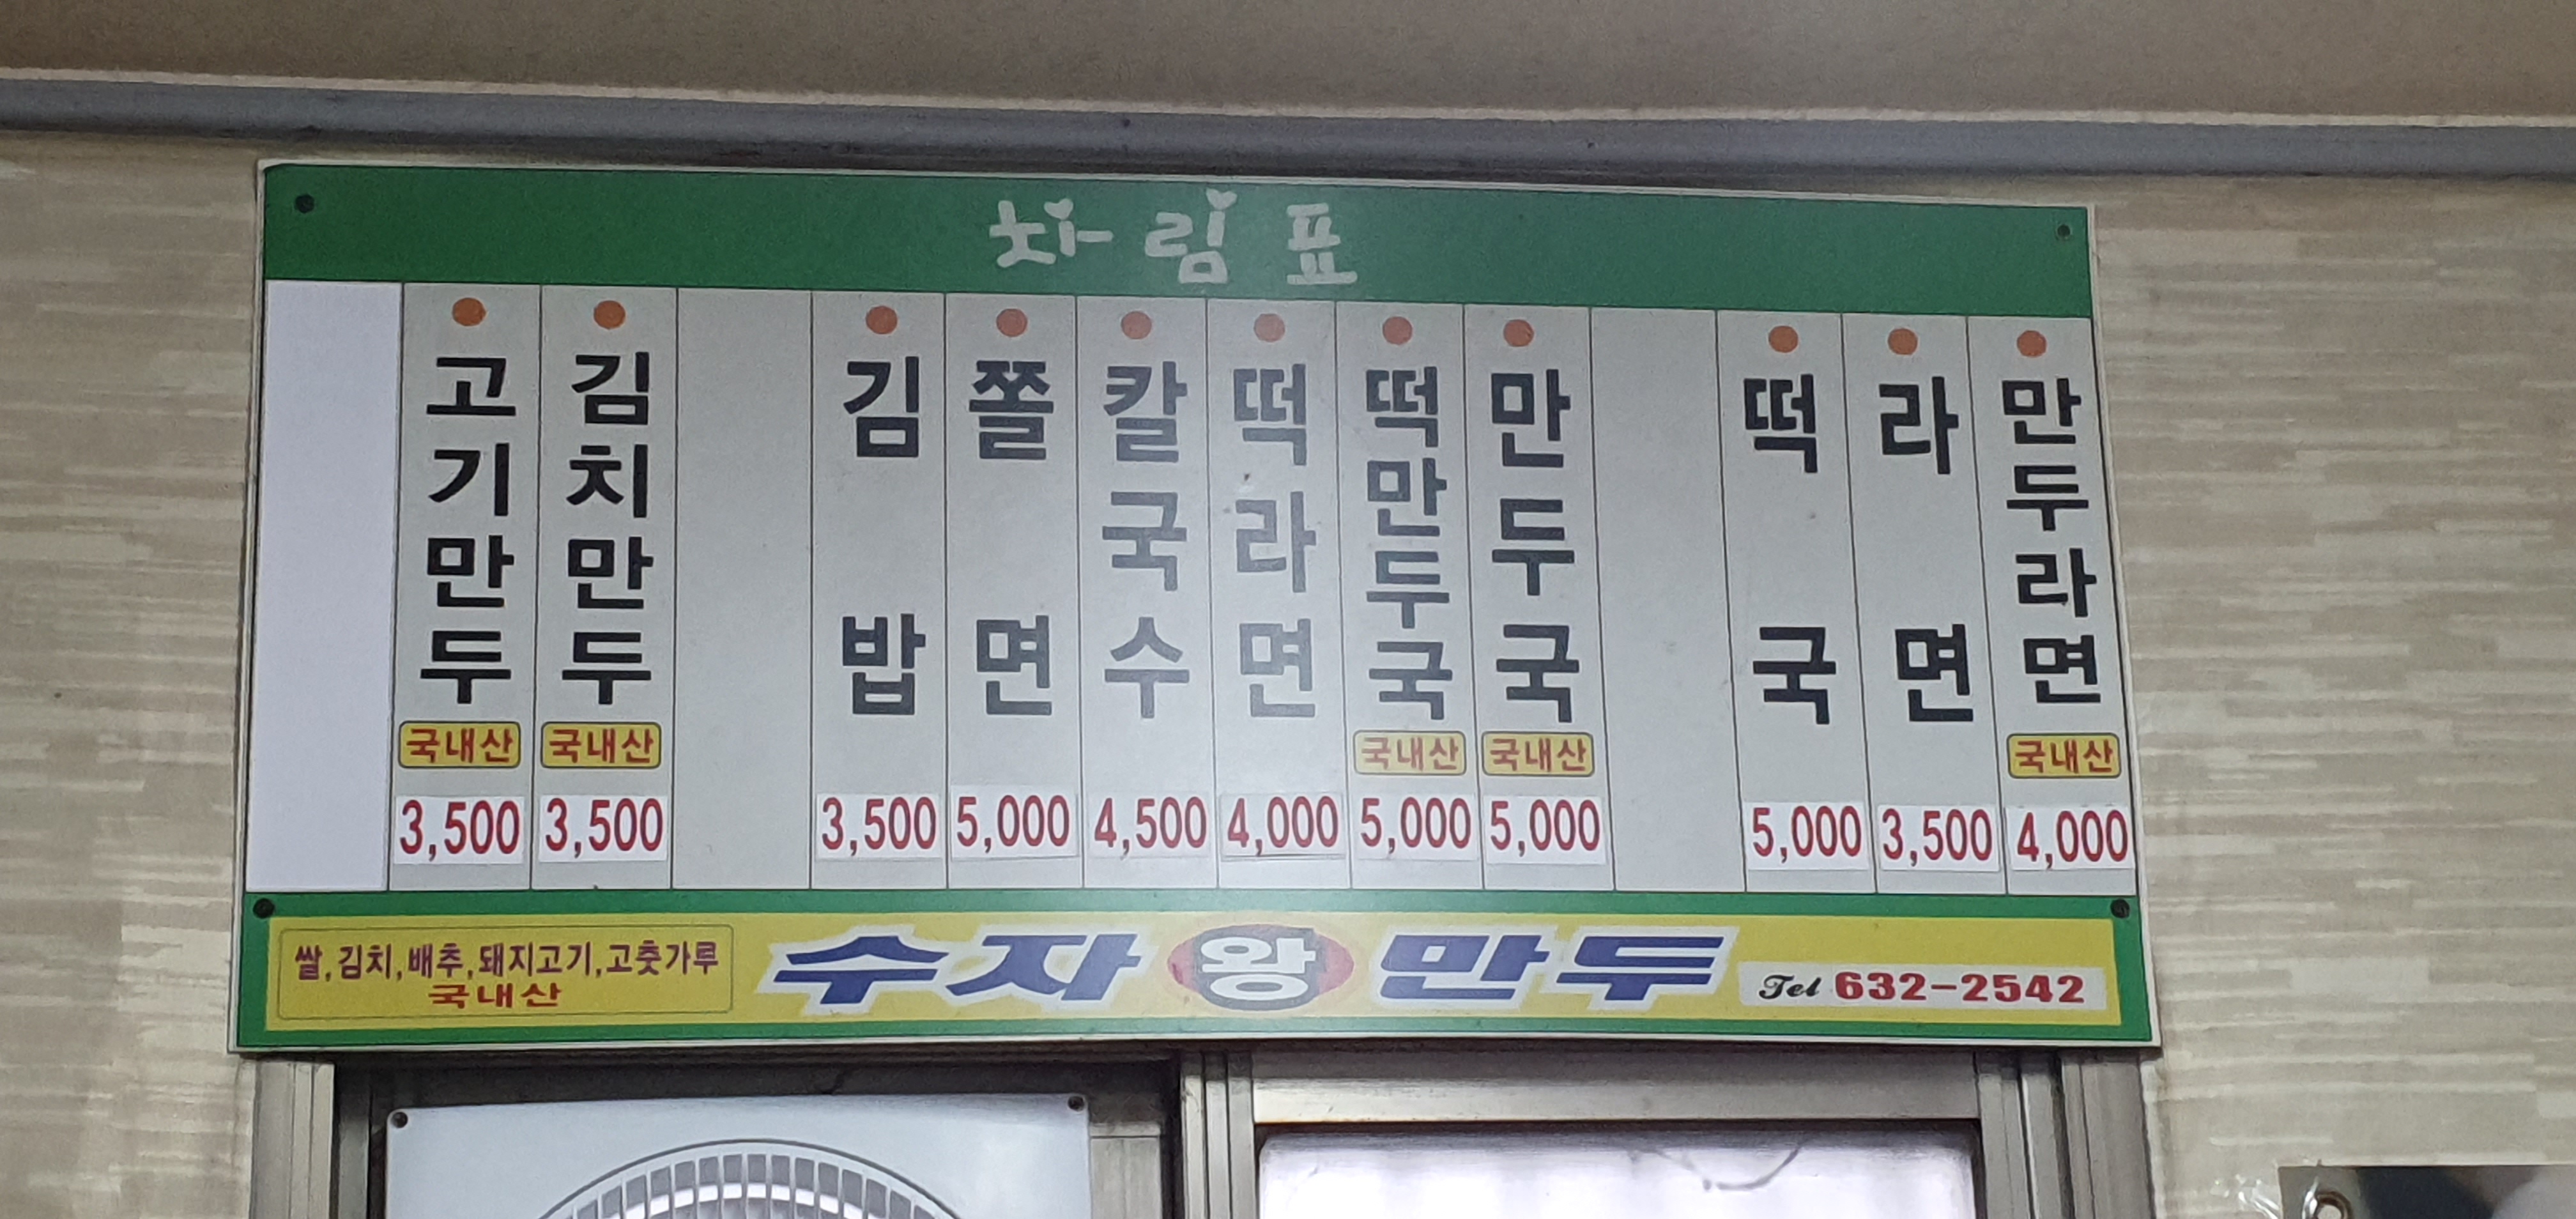 차림표
고기만두 국내산 3,500
김치만두 국내산 3,500
김밥 3,500
쫄면 5,000
칼국수 4,500
떡라면 4,000
떡만두국 국내산 5,000
만두국 국내산 5,000
떡국 5,000
라면 3,500
만두라면 국내산 4,000
쌀,김치,배추,돼지고기,고춧가루
국내산
수자왕만두
Tel 632-2542